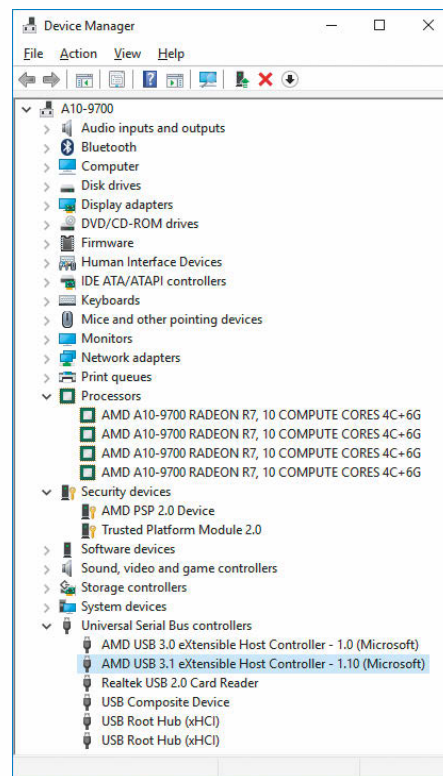 Device Manager
File Action View Help
A10-9700
Audio inputs and outputs
Bluetooth
Computer
Disk drives
Display adapters
DVD/CD-ROM drives
Firmware
Human Interface Devices
IDE ATA/ATAPI controllers
Keyboards
Mice and other pointing devices
Monitors
Network adapters
Print queues
Processors
AMD A10-9700 RADEON R7, 10 COMPUTE CORES 4C+6G
AMD A10-9700 RADEON R7, 10 COMPUTE CORES 4C+6G
AMD A10-9700 RADEON R7, 10 COMPUTE CORES 4C+6G
AMD A10-9700 RADEON R7, 10 COMPUTE CORES 4C+6G
Security devices
AMD PSP 2.0 Device
Trusted Platform Module 2.0
Software devices
Sound, video and game controllers
Storage controllers
System devices
Universal Serial Bus controllers
AMD USB 3.0 eXtensible Host Controller - 1.0 (Microsoft)
AMD USB 3.1 eXtensible Host Controller - 1.10 (Microsoft)
Realtek USB 2.0 Card Reader
USB Composite Device
USB Root Hub (xHCI)
USB Root Hub (xHCI)